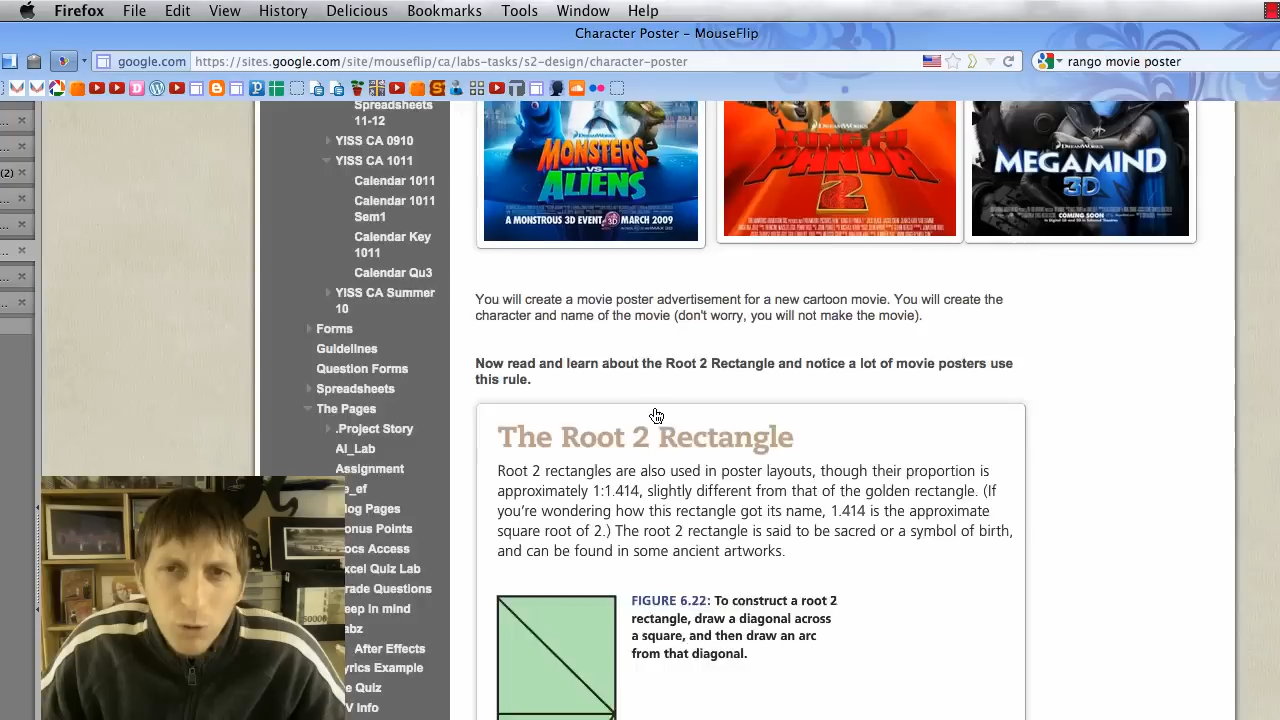 Firefox File Edit View History Delicious Bookmarks Tools Window Help
Character Poster – MouseFlip
google.com https://sites.google.com/site/mouseflip/ca/labs-tasks/s2-design/character-poster
rango movie poster
(2)
Spreadsheets
11-12
YISS CA 0910
YISS CA 1011
Calendar 1011
Calendar 1011
Sem1
Calendar Key
1011
Calendar Qu3
YISS CA Summer
10
Forms
Guidelines
Question Forms
Spreadsheets
The Pages
.Project Story
AI_Lab
Assignment
e_ef
log Pages
onus Points
ocs Access
xcel Quiz Lab
rade Questions
eep in mind
abz
After Effects
yrics Example
e Quiz
V Info
DREAMWORKS
MONSTERS
VS
ALIENS
A MONSTROUS 3D EVENT MARCH 2009
DREAMWORKS
KUNG FU
PANDA
2
DREAMWORKS
MEGAMIND
3D
COMING SOON
You will create a movie poster advertisement for a new cartoon movie. You will create the
character and name of the movie (don't worry, you will not make the movie).
Now read and learn about the Root 2 Rectangle and notice a lot of movie posters use
this rule.
The Root 2 Rectangle
Root 2 rectangles are also used in poster layouts, though their proportion is
approximately 1:1.414, slightly different from that of the golden rectangle. (If
you're wondering how this rectangle got its name, 1.414 is the approximate
square root of 2.) The root 2 rectangle is said to be sacred or a symbol of birth,
and can be found in some ancient artworks.
FIGURE 6.22: To construct a root 2
rectangle, draw a diagonal across
a square, and then draw an arc
from that diagonal.